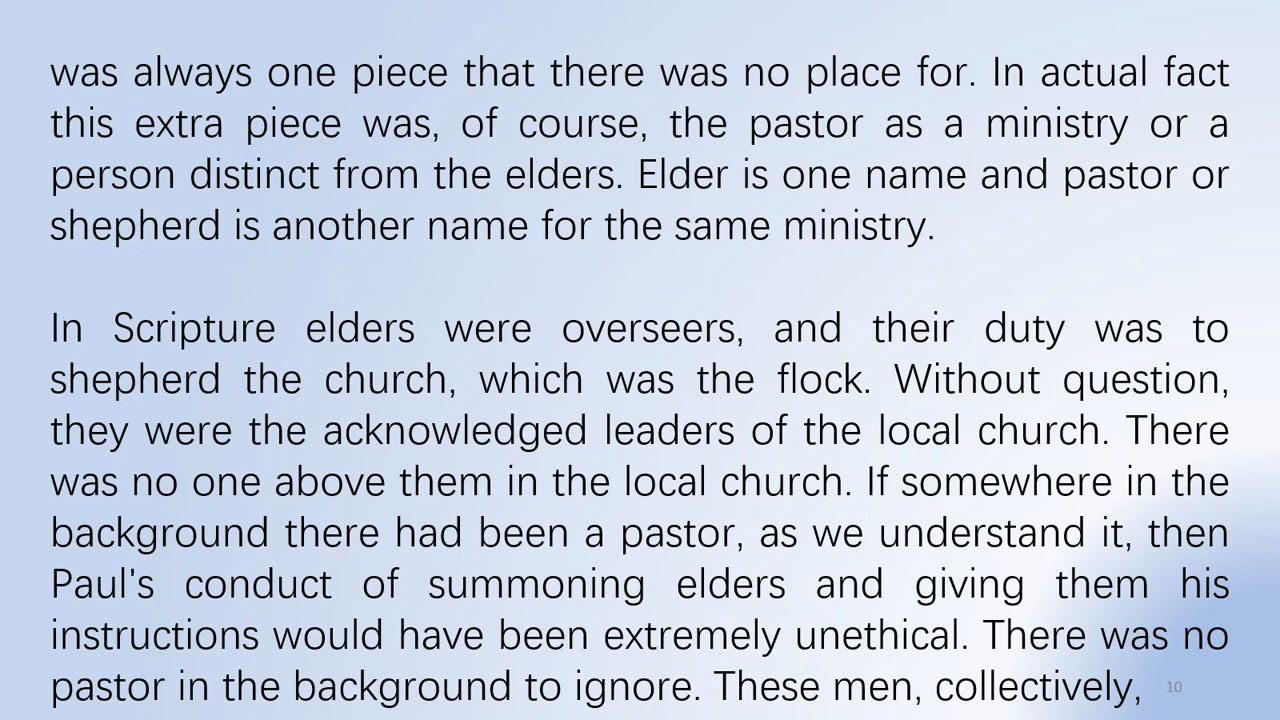 was always one piece that there was no place for. In actual fact
this extra piece was, of course, the pastor as a ministry or a
person distinct from the elders. Elder is one name and pastor or
shepherd is another name for the same ministry.
In Scripture elders were overseers, and their duty was to
shepherd the church, which was the flock. Without question,
they were the acknowledged leaders of the local church. There
was no one above them in the local church. If somewhere in the
background there had been a pastor, as we understand it, then
Paul's conduct of summoning elders and giving them his
instructions would have been extremely unethical. There was no
pastor in the background to ignore. These men, collectively,
10